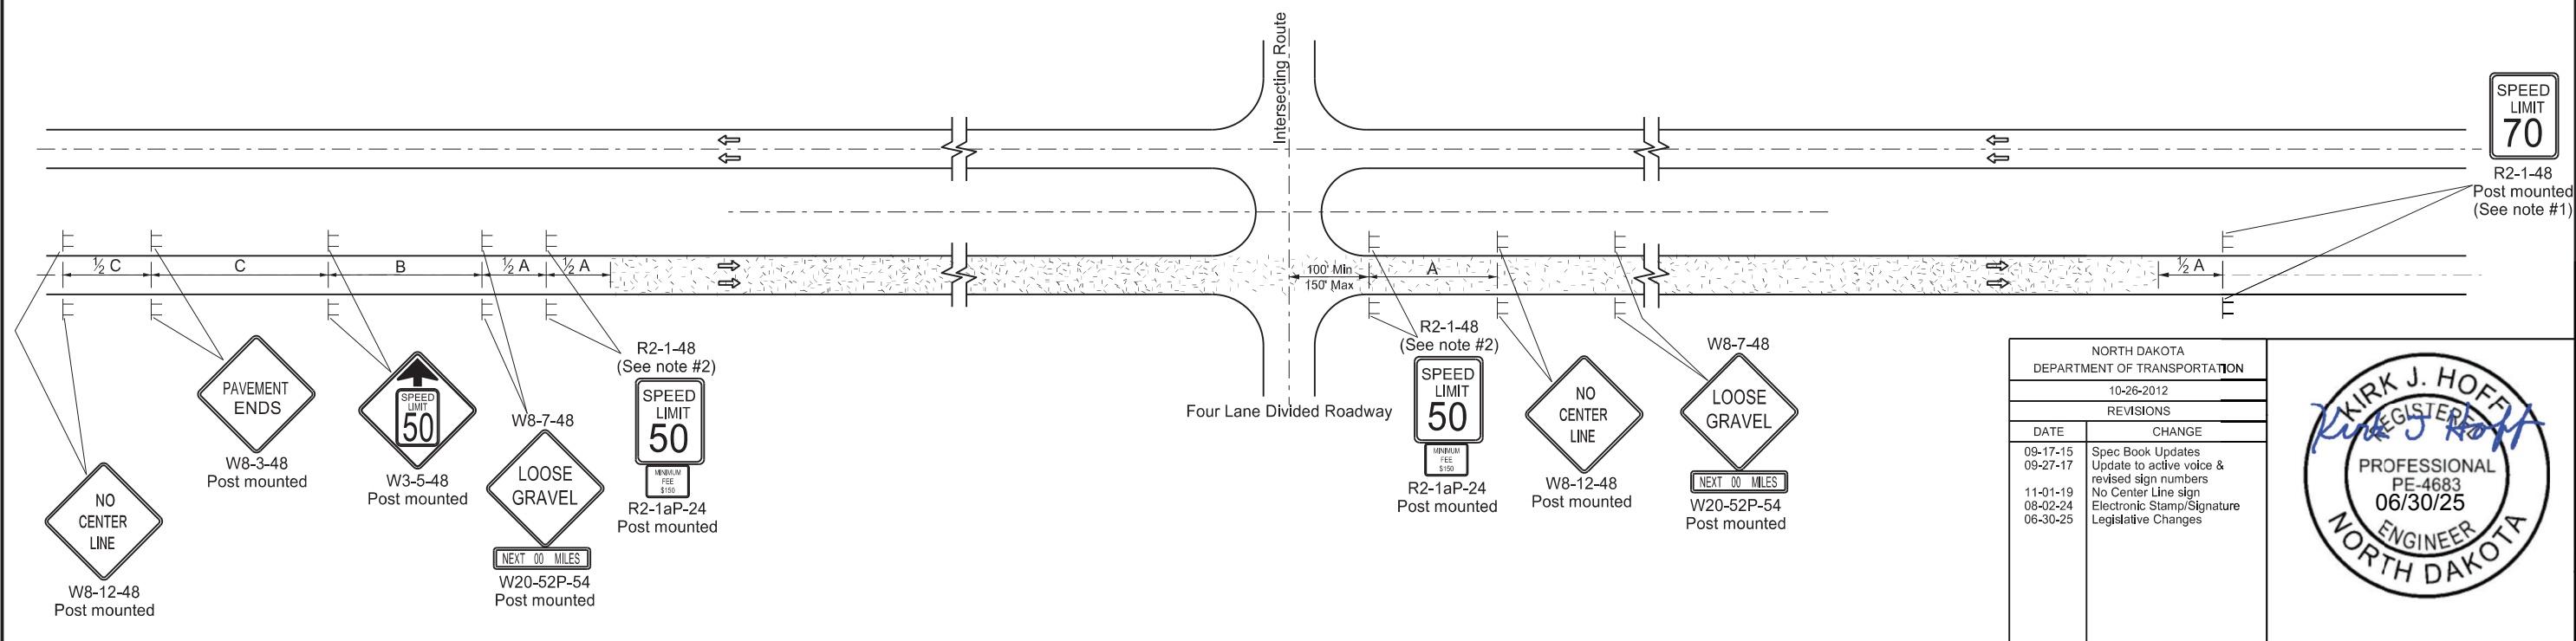 Intersecting Route
SPEED
LIMIT
70
R2-1-48
Post mounted
(See note #1)
½ C
C
B
½ A
½ A
100' Min
150' Max
A
½ A
NO
CENTER
LINE
W8-12-48
Post mounted
PAVEMENT
ENDS
W8-3-48
Post mounted
SPEED
LIMIT
50
W3-5-48
Post mounted
W8-7-48
LOOSE
GRAVEL
NEXT 00 MILES
W20-52P-54
Post mounted
R2-1-48
(See note #2)
SPEED
LIMIT
50
MINIMUM
FEE
$150
R2-1aP-24
Post mounted
Four Lane Divided Roadway
R2-1-48
(See note #2)
SPEED
LIMIT
50
MINIMUM
FEE
$150
R2-1aP-24
Post mounted
NO
CENTER
LINE
W8-12-48
Post mounted
W8-7-48
LOOSE
GRAVEL
NEXT 00 MILES
W20-52P-54
Post mounted
NORTH DAKOTA
DEPARTMENT OF TRANSPORTATION
10-26-2012
REVISIONS
DATE CHANGE
09-17-15 Spec Book Updates
09-27-17 Update to active voice &
revised sign numbers
11-01-19 No Center Line sign
08-02-24 Electronic Stamp/Signature
06-30-25 Legislative Changes
KIRK J. HOFF
REGISTERED
Kirk J Hoff
PROFESSIONAL
PE-4683
06/30/25
ENGINEER
NORTH DAKOTA